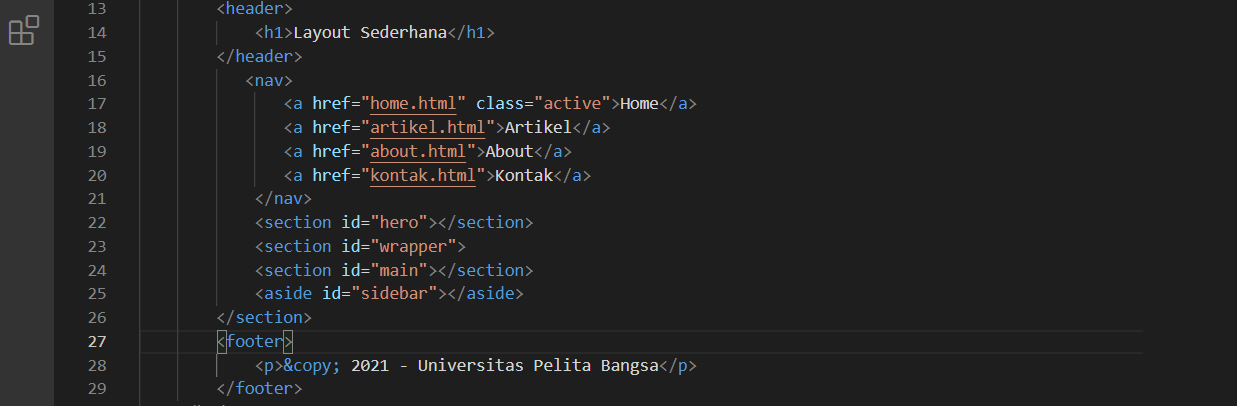 13 <header>
14 <h1>Layout Sederhana</h1>
15 </header>
16 <nav>
17 <a href="home.html" class="active">Home</a>
18 <a href="artikel.html">Artikel</a>
19 <a href="about.html">About</a>
20 <a href="kontak.html">Kontak</a>
21 </nav>
22 <section id="hero"></section>
23 <section id="wrapper">
24 <section id="main"></section>
25 <aside id="sidebar"></aside>
26 </section>
27 <footer>
28 <p>&copy; 2021 - Universitas Pelita Bangsa</p>
29 </footer>